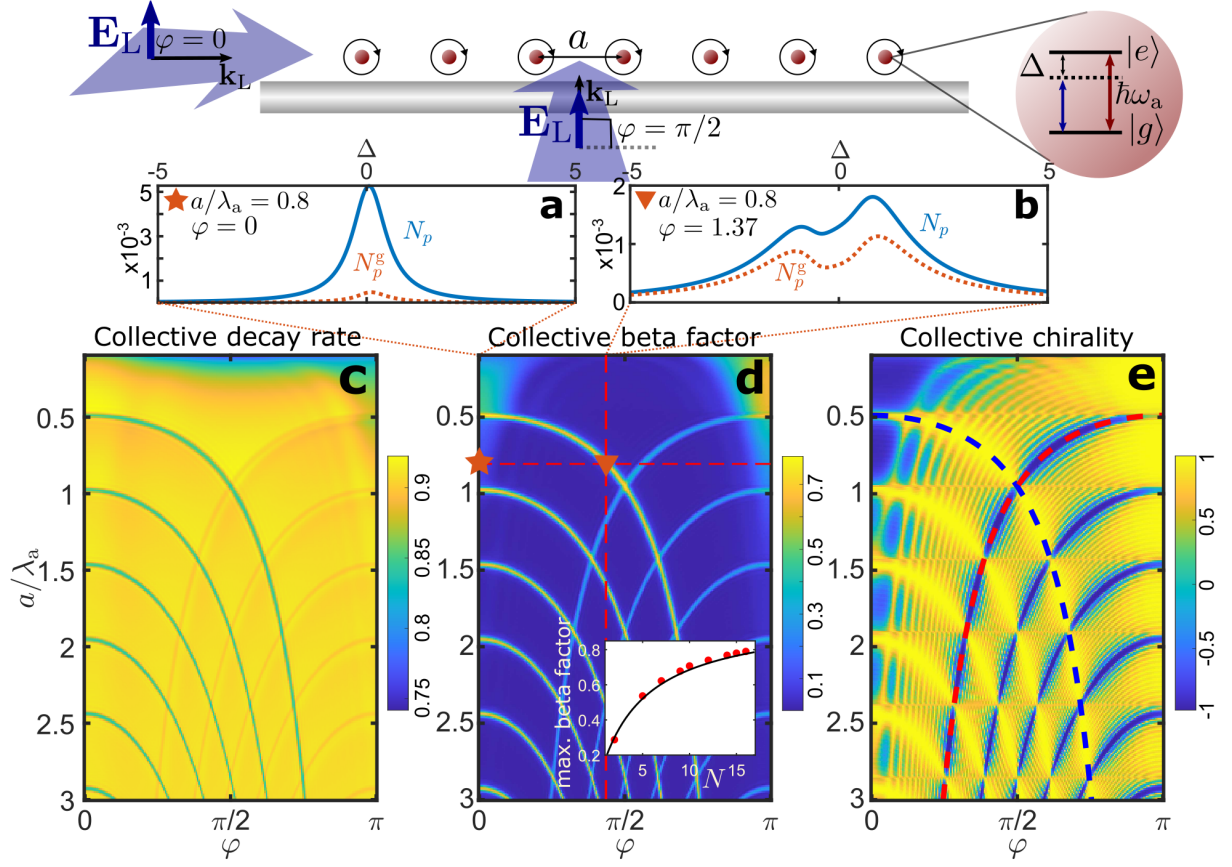 E_L φ = 0
k_L
a
k_L
E_L φ = π/2
|e⟩
Δ
ħω_a
|g⟩
Δ
-5 0 5
a/λ_a = 0.8 a
φ = 0
N_p
N_p^g
x10^-3
5
3
1
Δ
-5 0 5
a/λ_a = 0.8 b
φ = 1.37
N_p
N_p^g
x10^-3
2
1
0
Collective decay rate
c
a/λ_a
0.5
1
1.5
2
2.5
3
0 π/2 π
φ
0.9
0.85
0.8
0.75
Collective beta factor
d
0 π/2 π
φ
0.7
0.5
0.3
0.1
max. beta factor
0.8
0.6
0.4
0.2
5 10 15
N
Collective chirality
e
0 π/2 π
φ
1
0.5
0
-0.5
-1